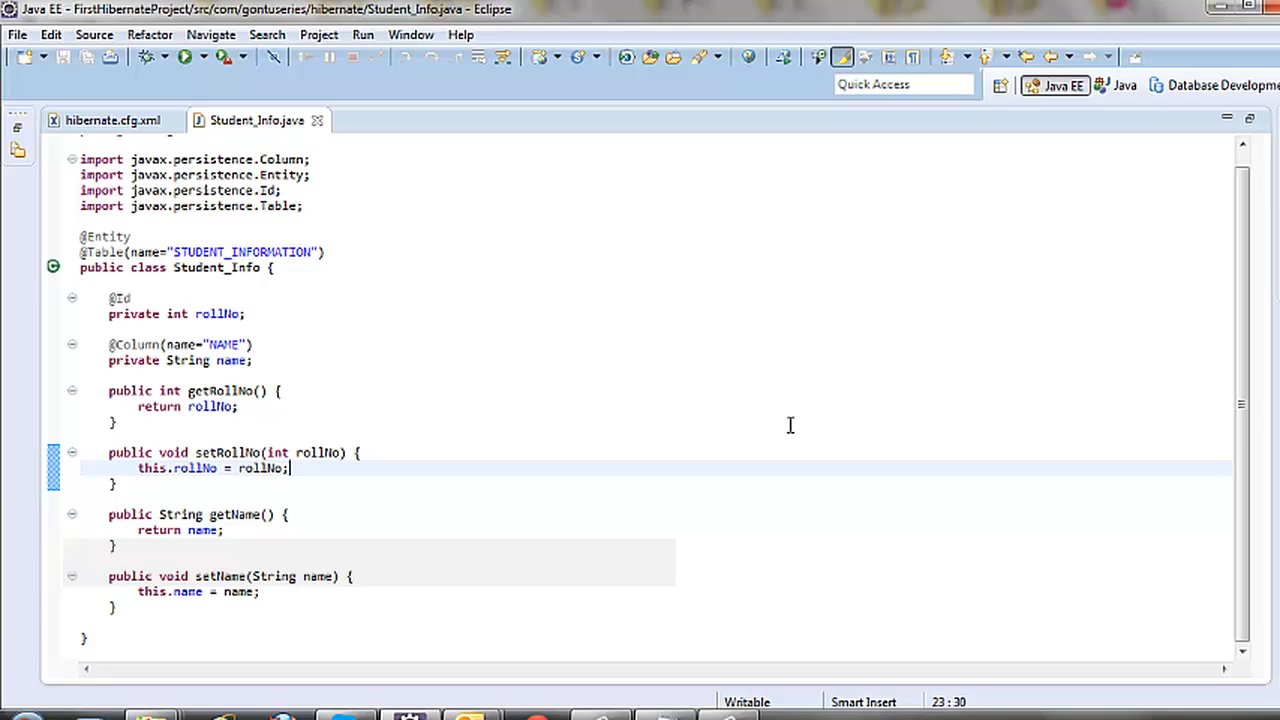 Java EE - FirstHibernateProject/src/com/gontuseries/hibernate/Student_Info.java - Eclipse
File Edit Source Refactor Navigate Search Project Run Window Help
Quick Access
Java EE
Java
Database Developme
hibernate.cfg.xml
Student_Info.java
import javax.persistence.Column;
import javax.persistence.Entity;
import javax.persistence.Id;
import javax.persistence.Table;
@Entity
@Table(name="STUDENT_INFORMATION")
public class Student_Info {
@Id
private int rollNo;
@Column(name="NAME")
private String name;
public int getRollNo() {
return rollNo;
}
public void setRollNo(int rollNo) {
this.rollNo = rollNo;
}
public String getName() {
return name;
}
public void setName(String name) {
this.name = name;
}
}
Writable
Smart Insert
23 : 30